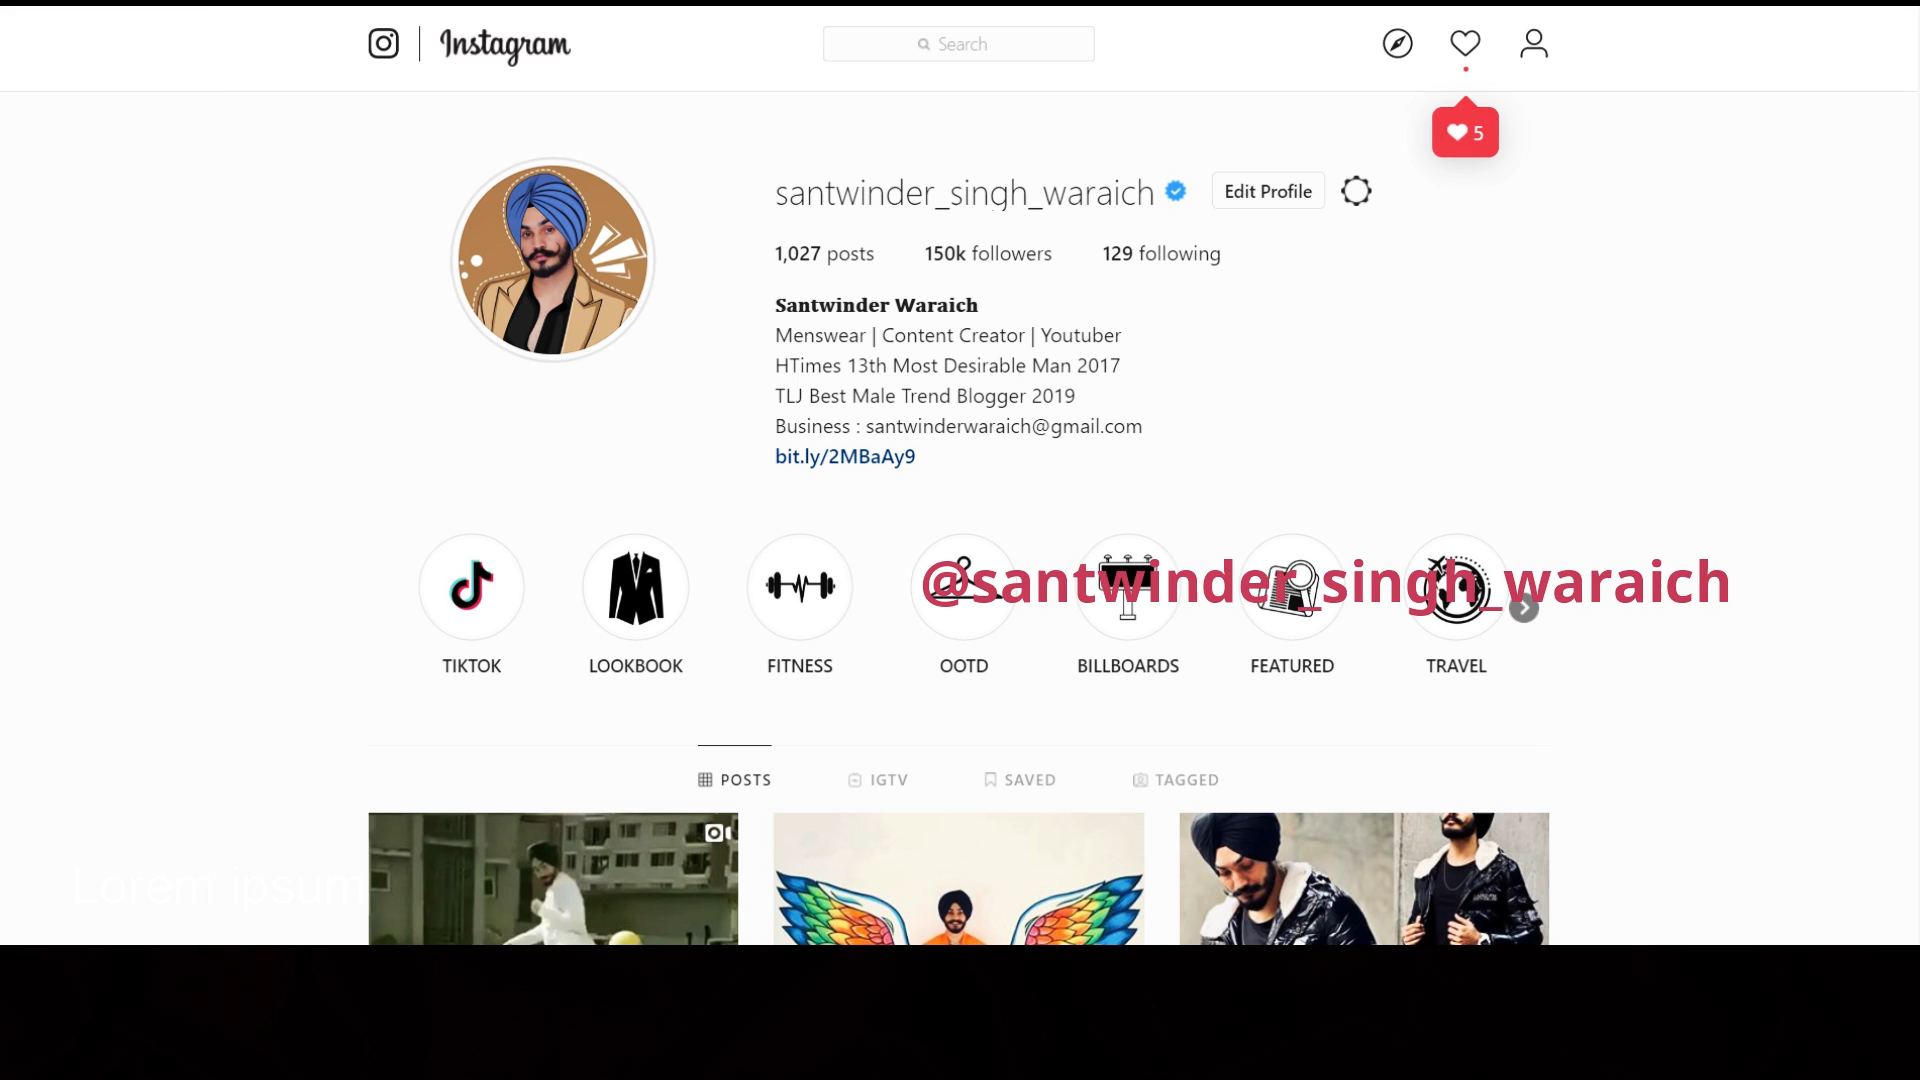 Instagram
Search
5
santwinder_singh_waraich
Edit Profile
1,027 posts 150k followers 129 following
Santwinder Waraich
Menswear | Content Creator | Youtuber
HTimes 13th Most Desirable Man 2017
TLJ Best Male Trend Blogger 2019
Business : santwinderwaraich@gmail.com
bit.ly/2MBaAy9
@santwinder_singh_waraich
TIKTOK LOOKBOOK FITNESS OOTD BILLBOARDS FEATURED TRAVEL
POSTS IGTV SAVED TAGGED
Lorem ipsum